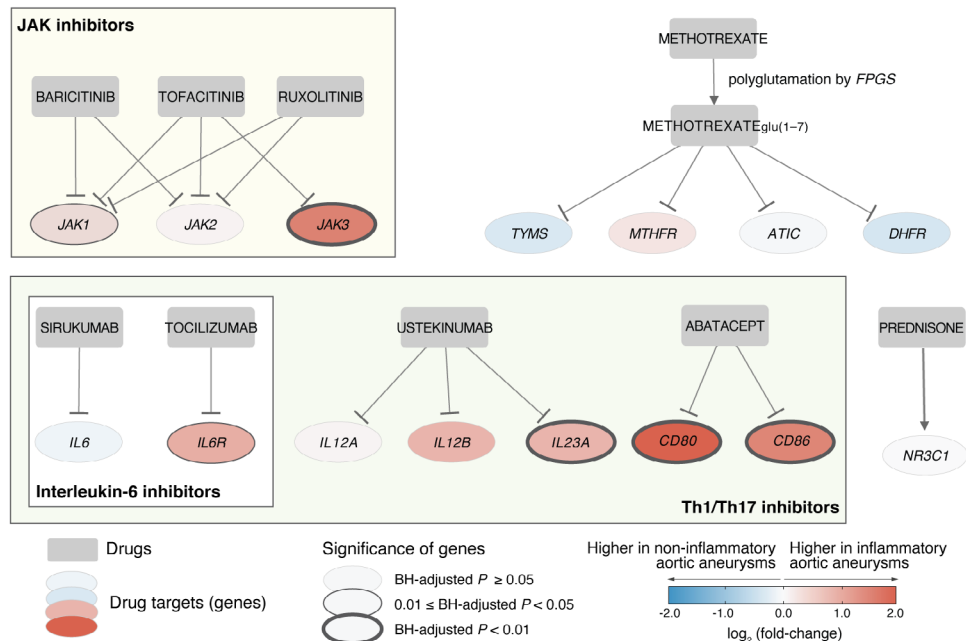 JAK inhibitors
BARICITINIB
TOFACITINIB
RUXOLITINIB
JAK1
JAK2
JAK3
METHOTREXATE
polyglutamation by FPGS
METHOTREXATEglu(1–7)
TYMS
MTHFR
ATIC
DHFR
SIRUKUMAB
TOCILIZUMAB
IL6
IL6R
Interleukin-6 inhibitors
USTEKINUMAB
ABATACEPT
IL12A
IL12B
IL23A
CD80
CD86
Th1/Th17 inhibitors
PREDNISONE
NR3C1
Drugs
Drug targets (genes)
Significance of genes
BH-adjusted P ≥ 0.05
0.01 ≤ BH-adjusted P < 0.05
BH-adjusted P < 0.01
Higher in non-inflammatory
aortic aneurysms
Higher in inflammatory
aortic aneurysms
-2.0 -1.0 0.0 1.0 2.0
log2 (fold-change)